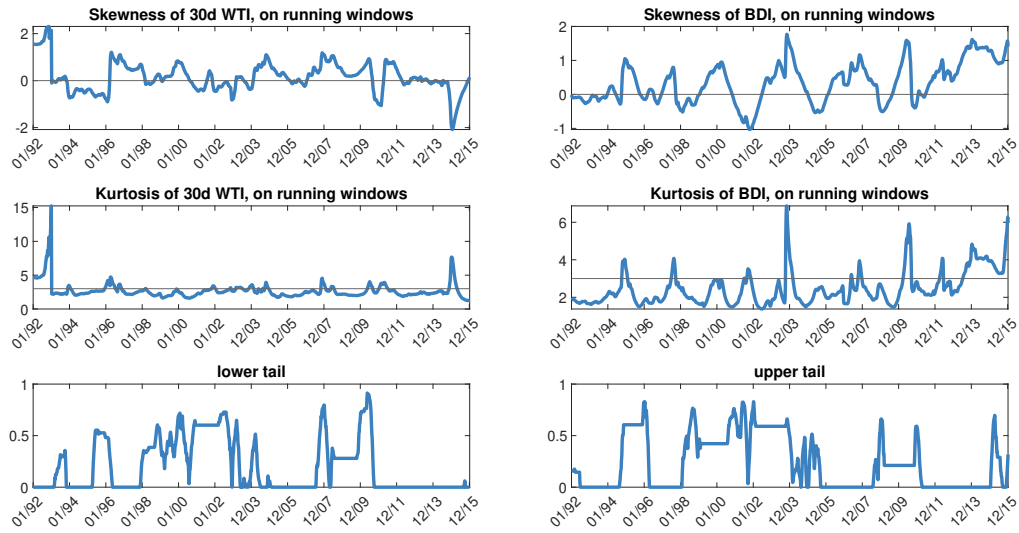 Skewness of 30d WTI, on running windows
2
0
-2
01/92 01/94 01/96 01/98 01/00 01/02 12/03 12/05 12/07 12/09 12/11 12/13 12/15
Skewness of BDI, on running windows
2
1
0
-1
01/92 01/94 01/96 01/98 01/00 01/02 12/03 12/05 12/07 12/09 12/11 12/13 12/15
Kurtosis of 30d WTI, on running windows
15
10
5
0
01/92 01/94 01/96 01/98 01/00 01/02 12/03 12/05 12/07 12/09 12/11 12/13 12/15
Kurtosis of BDI, on running windows
6
4
2
01/92 01/94 01/96 01/98 01/00 01/02 12/03 12/05 12/07 12/09 12/11 12/13 12/15
lower tail
1
0.5
0
01/92 01/94 01/96 01/98 01/00 01/02 12/03 12/05 12/07 12/09 12/11 12/13 12/15
upper tail
1
0.5
0
01/92 01/94 01/96 01/98 01/00 01/02 12/03 12/05 12/07 12/09 12/11 12/13 12/15